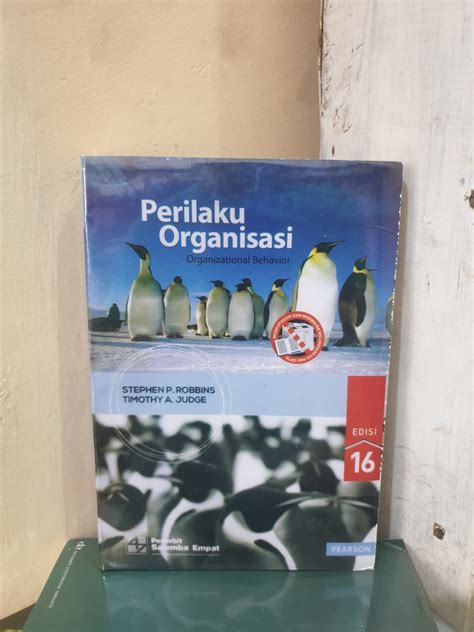 Perilaku
Organisasi
Organizational Behavior
STEPHEN P. ROBBINS
TIMOTHY A. JUDGE
EDISI
16
Penerbit
Salemba Empat
PEARSON